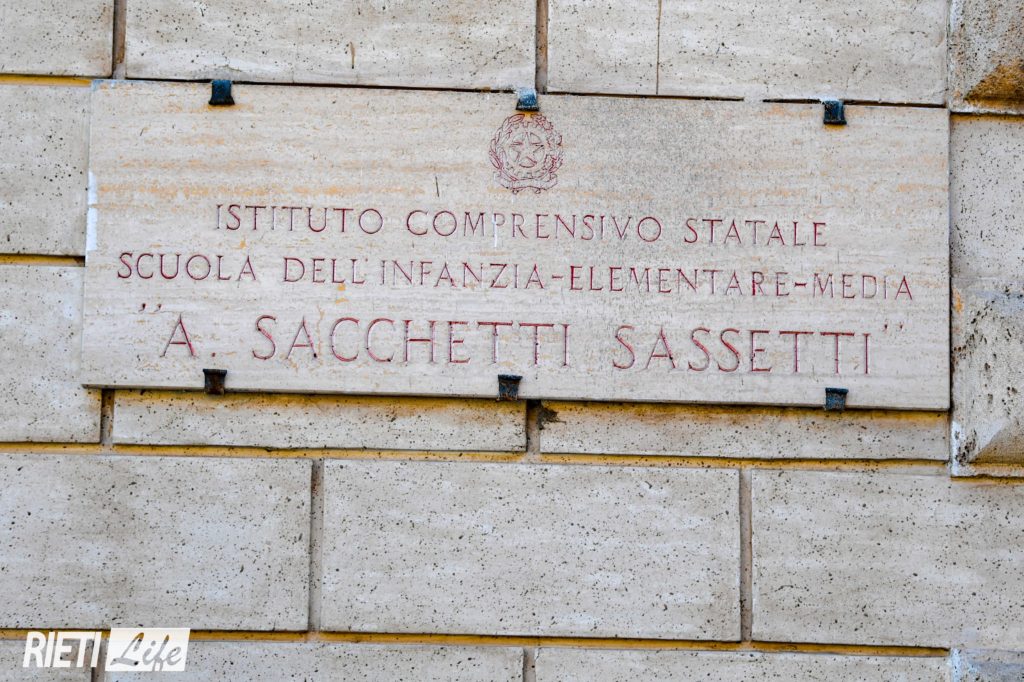 ISTITUTO COMPRENSIVO STATALE
SCUOLA DELL'INFANZIA-ELEMENTARE-MEDIA
"A. SACCHETTI SASSETTI"
RIETI Life